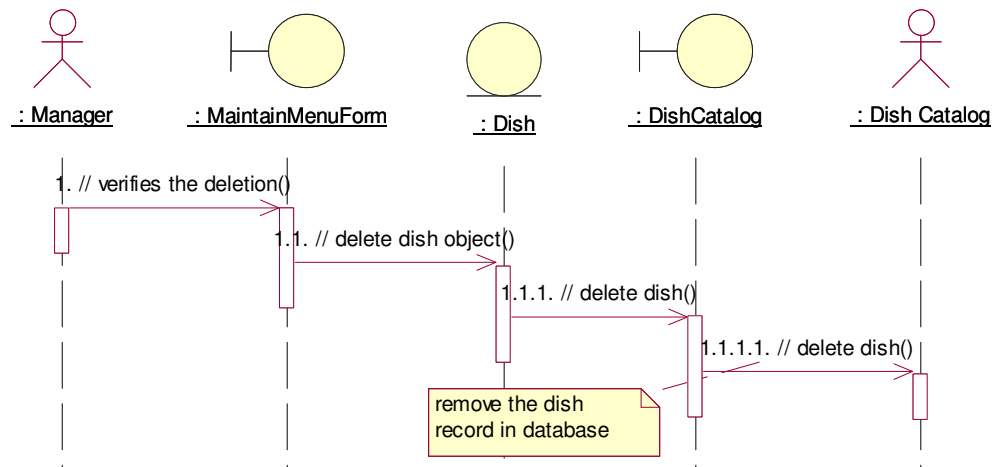 : Manager
: MaintainMenuForm
: Dish
: DishCatalog
: Dish Catalog
1. // verifies the deletion()
1.1. // delete dish object()
1.1.1. // delete dish()
1.1.1.1. // delete dish()
remove the dish
record in database